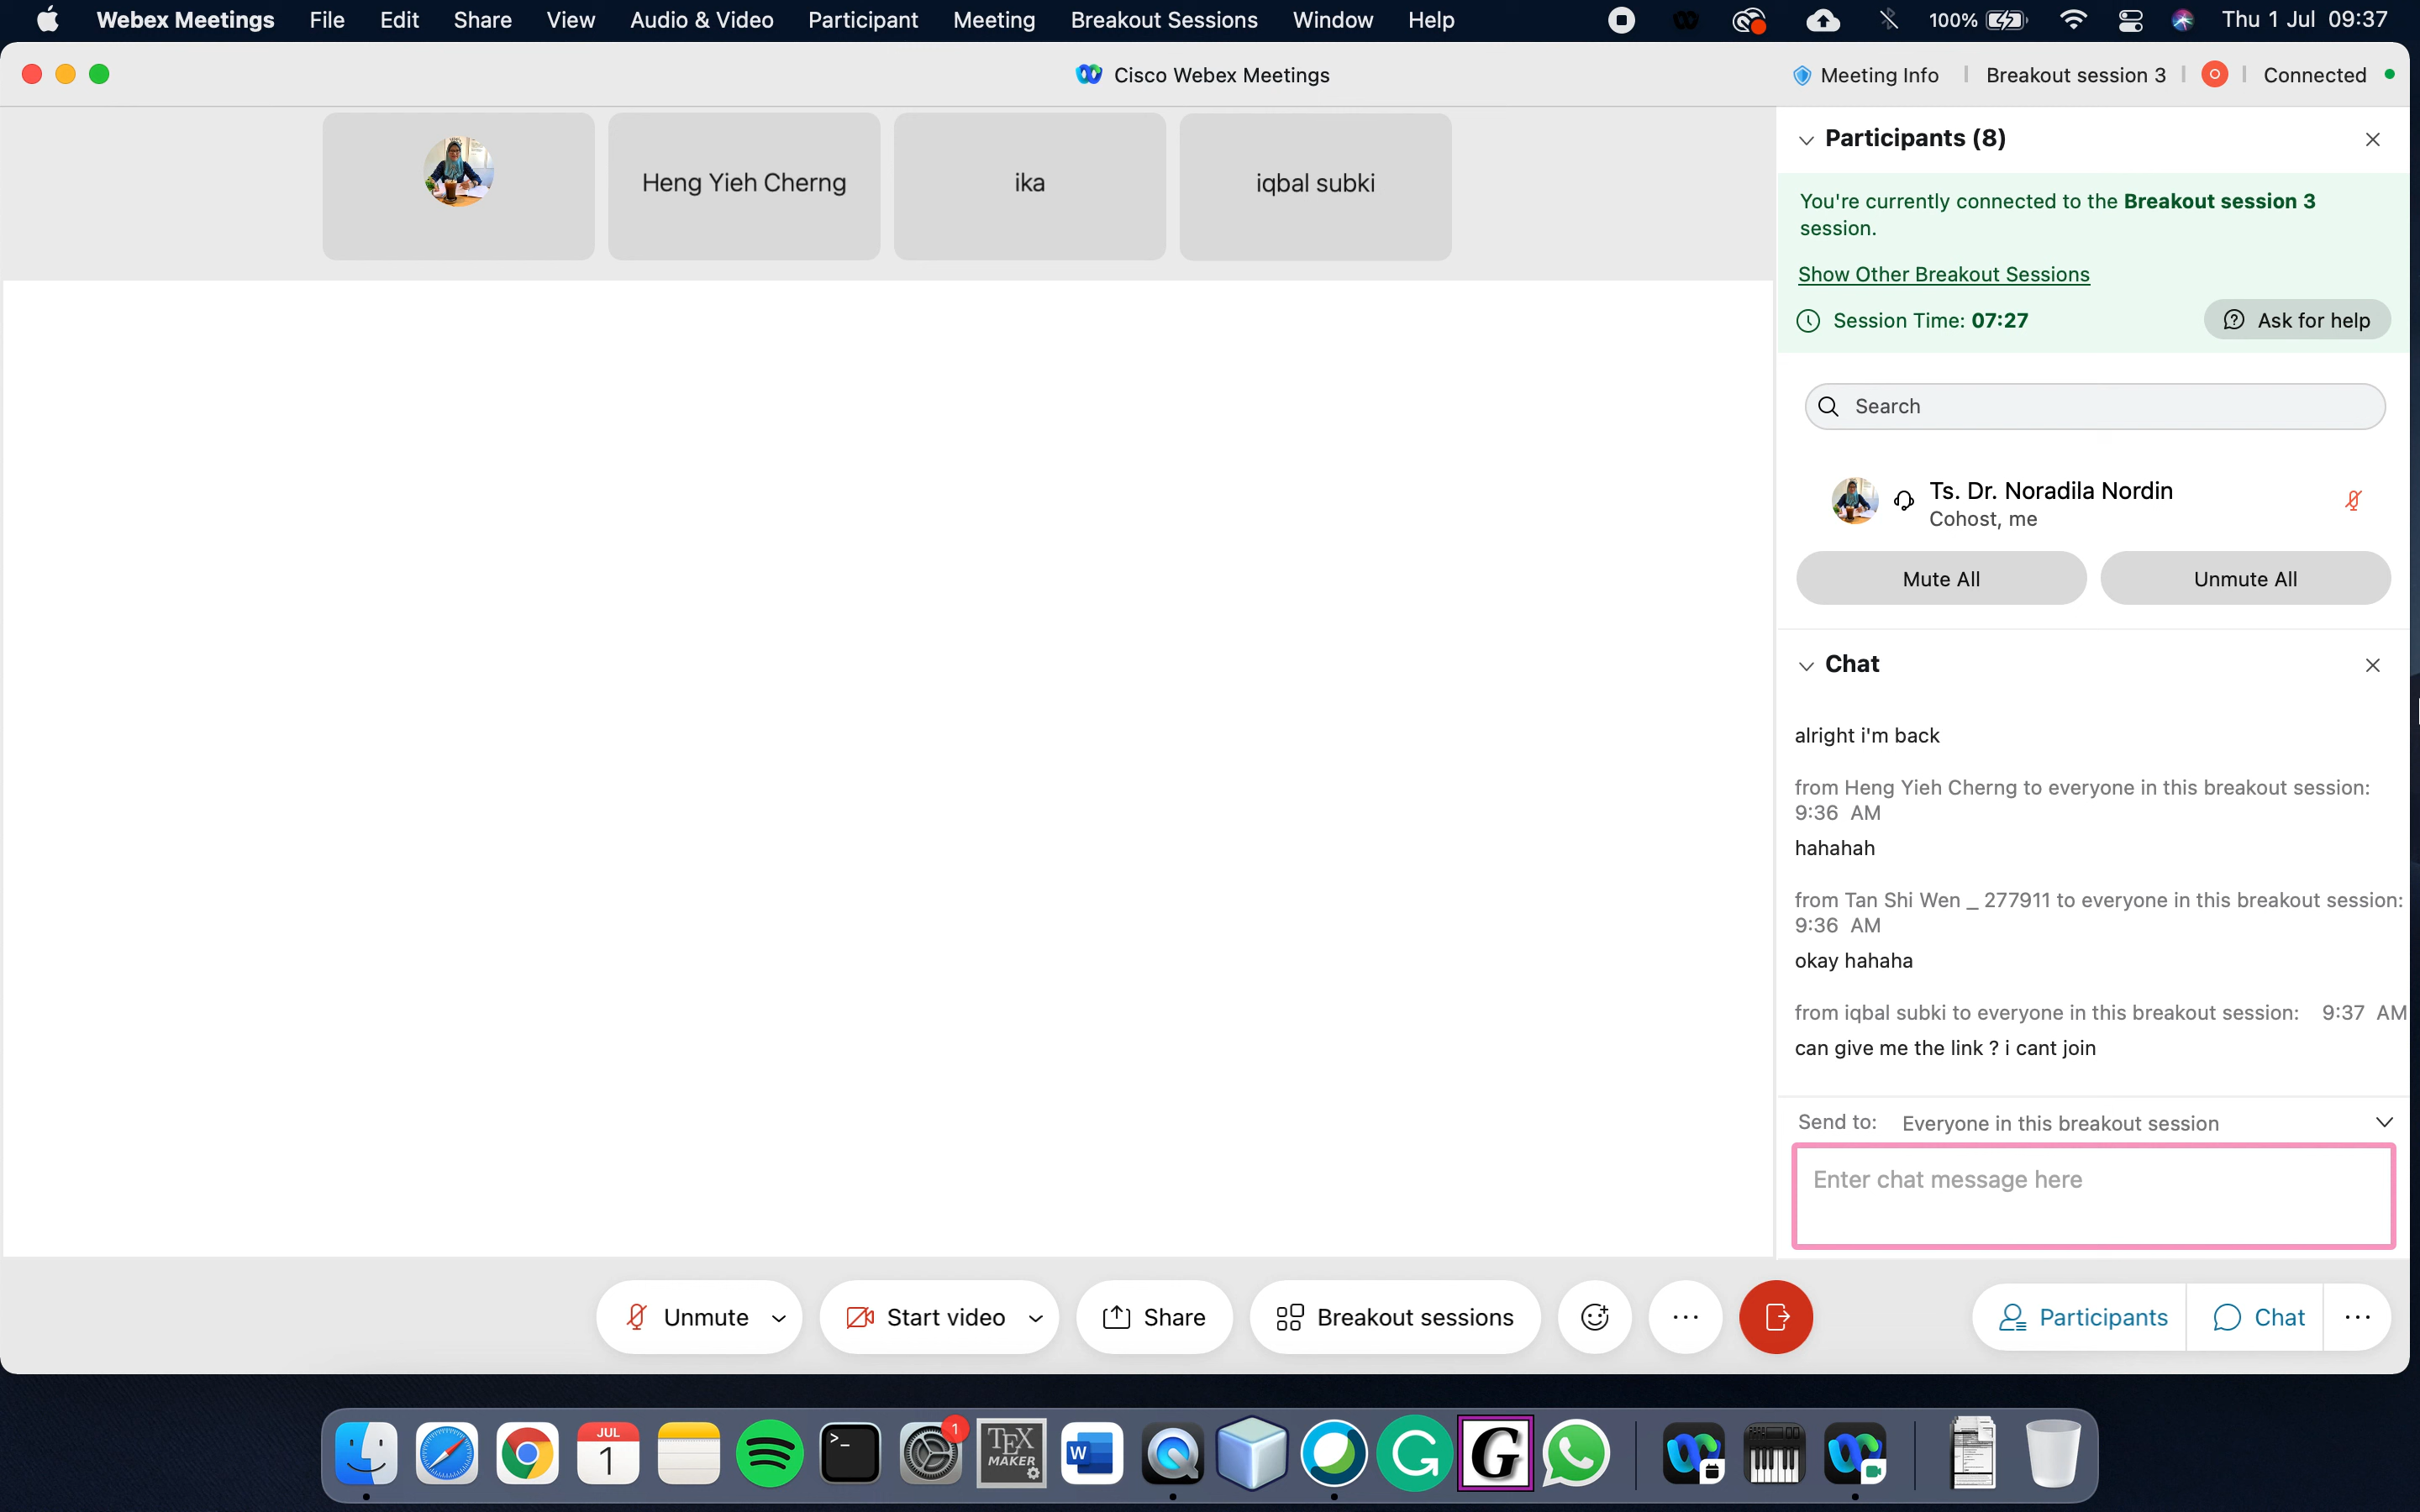 Webex Meetings File Edit Share View Audio & Video Participant Meeting Breakout Sessions Window Help 100% Thu 1 Jul 09:37
Cisco Webex Meetings
Meeting Info Breakout session 3 Connected
Heng Yieh Cherng
ika
iqbal subki
Participants (8)
You're currently connected to the Breakout session 3
session.
Show Other Breakout Sessions
Session Time: 07:27
Ask for help
Search
Ts. Dr. Noradila Nordin
Cohost, me
Mute All
Unmute All
Chat
alright i'm back
from Heng Yieh Cherng to everyone in this breakout session:
9:36 AM
hahahah
from Tan Shi Wen _ 277911 to everyone in this breakout session:
9:36 AM
okay hahaha
from iqbal subki to everyone in this breakout session: 9:37 AM
can give me the link ? i cant join
Send to: Everyone in this breakout session
Enter chat message here
Unmute
Start video
Share
Breakout sessions
Participants
Chat
JUL
1
>_
1
TEX
MAKER
W
G
G